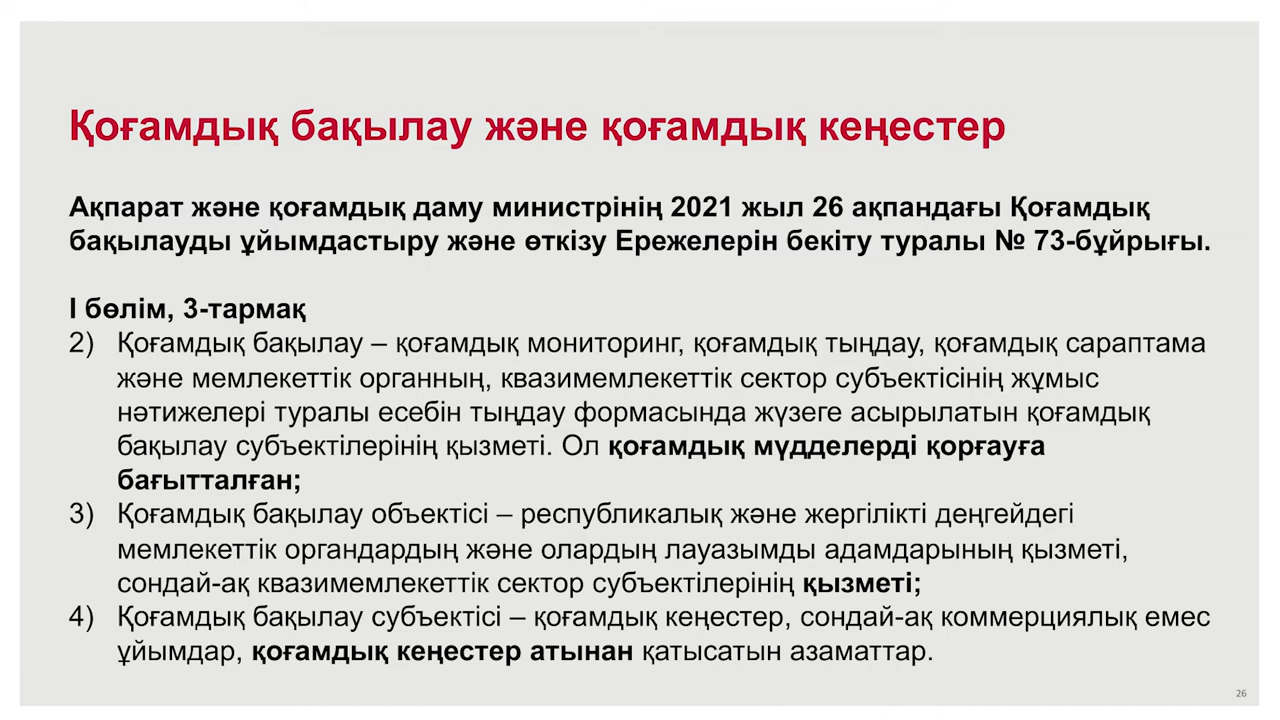 Қоғамдық бақылау және қоғамдық кеңестер
Ақпарат және қоғамдық даму министрінің 2021 жыл 26 ақпандағы Қоғамдық
бақылауды ұйымдастыру және өткізу Ережелерін бекіту туралы № 73-бұйрығы.
I бөлім, 3-тармақ
2) Қоғамдық бақылау – қоғамдық мониторинг, қоғамдық тыңдау, қоғамдық сараптама
және мемлекеттік органның, квазимемлекеттік сектор субъектісінің жұмыс
нәтижелері туралы есебін тыңдау формасында жүзеге асырылатын қоғамдық
бақылау субъектілерінің қызметі. Ол қоғамдық мүдделерді қорғауға
бағытталған;
3) Қоғамдық бақылау объектісі – республикалық және жергілікті деңгейдегі
мемлекеттік органдардың және олардың лауазымды адамдарының қызметі,
сондай-ақ квазимемлекеттік сектор субъектілерінің қызметі;
4) Қоғамдық бақылау субъектісі – қоғамдық кеңестер, сондай-ақ коммерциялық емес
ұйымдар, қоғамдық кеңестер атынан қатысатын азаматтар.
26